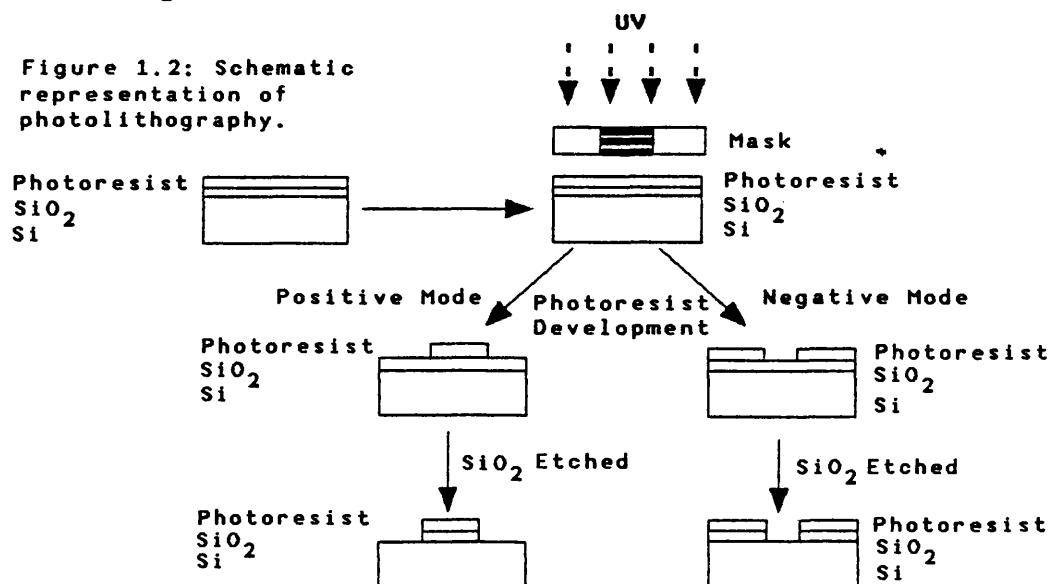 UV
Figure 1.2: Schematic
representation of
photolithography.
Mask
Photoresist
SiO2
Si
Photoresist
SiO2
Si
Positive Mode
Photoresist
Development
Negative Mode
Photoresist
SiO2
Si
Photoresist
SiO2
Si
SiO2 Etched
SiO2 Etched
Photoresist
SiO2
Si
Photoresist
SiO2
Si